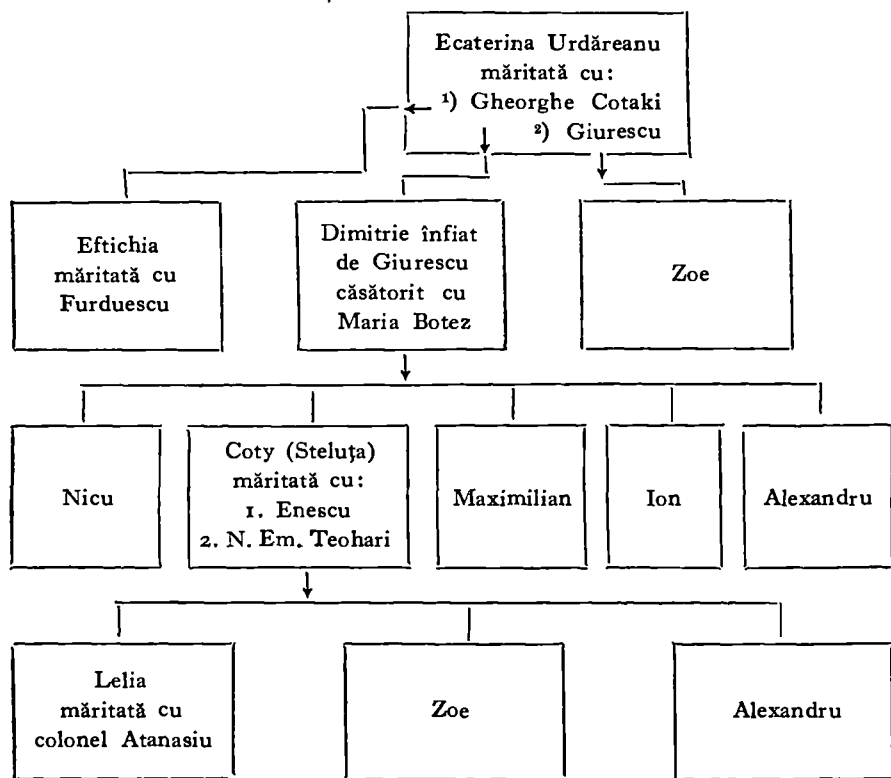 Ecaterina Urdăreanu
măritată cu:
¹) Gheorghe Cotaki
²) Giurescu
Eftichia
măritată cu
Furduescu
Dimitrie înfiat
de Giurescu
căsătorit cu
Maria Botez
Zoe
Nicu
Coty (Steluţa)
măritată cu:
1. Enescu
2. N. Em. Teohari
Maximilian
Ion
Alexandru
Lelia
măritată cu
colonel Atanasiu
Zoe
Alexandru